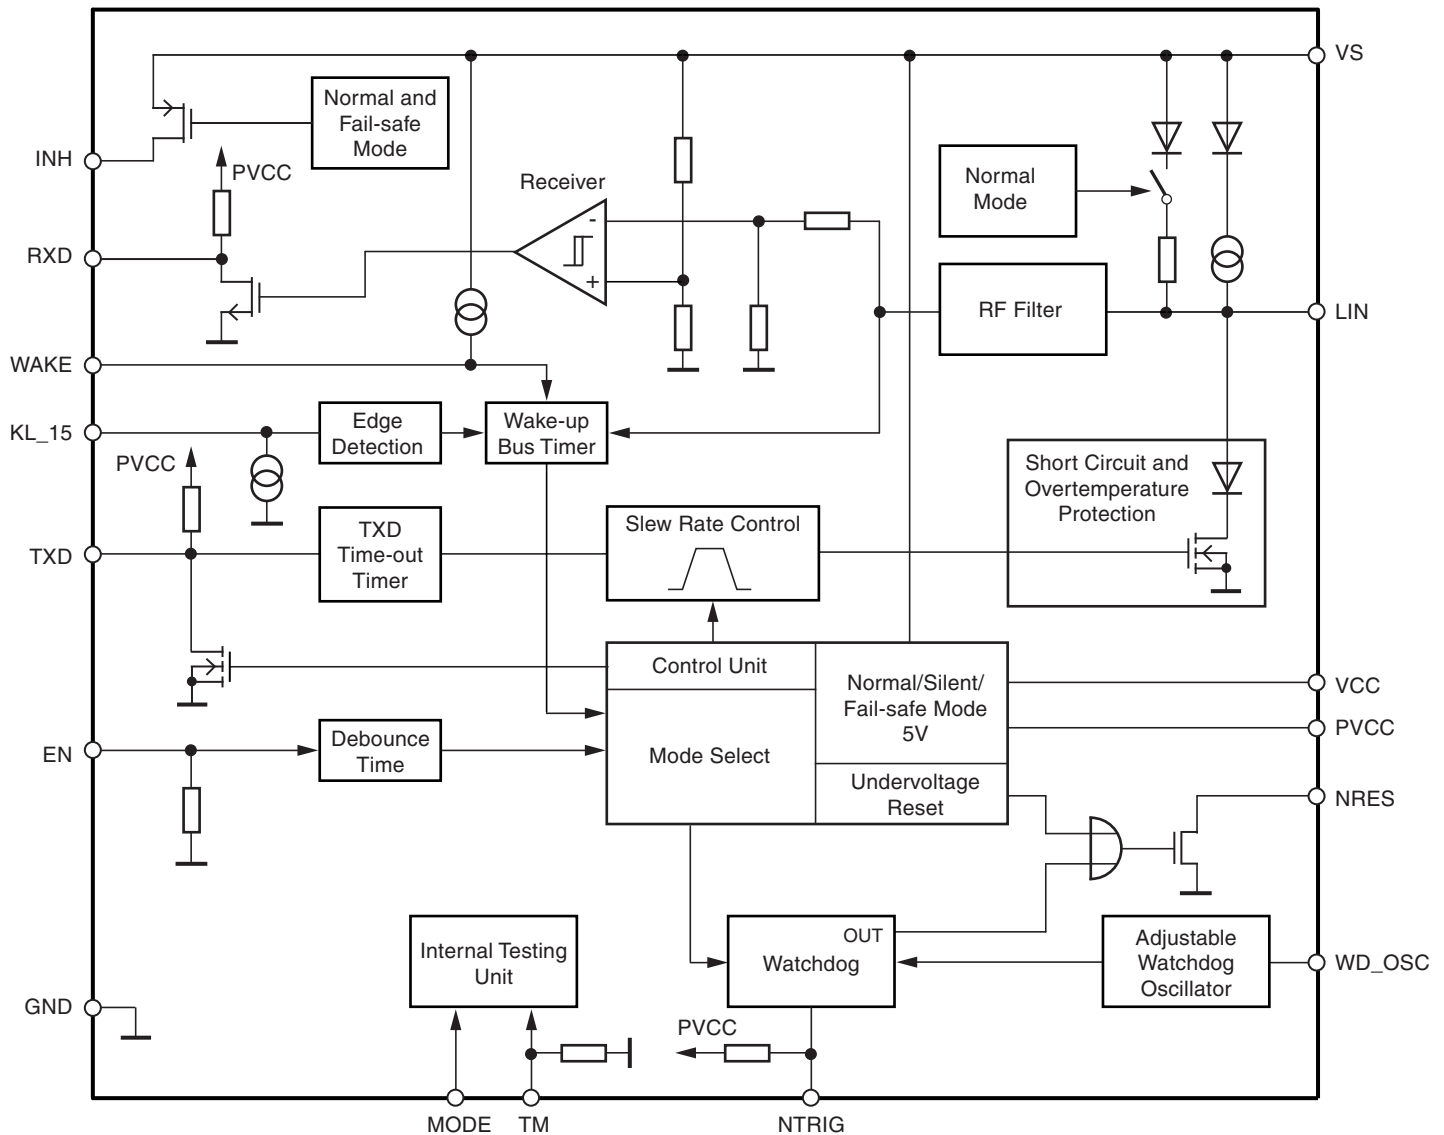 VS
Normal and
Fail-safe
Mode
INH
PVCC
Receiver
Normal
Mode
-
RXD
+
RF Filter
LIN
WAKE
KL_15
Edge
Detection
Wake-up
Bus Timer
PVCC
Short Circuit and
Overtemperature
Protection
TXD
TXD
Time-out
Timer
Slew Rate Control
Control Unit
Normal/Silent/
Fail-safe Mode
5V
VCC
PVCC
EN
Debounce
Time
Mode Select
Undervoltage
Reset
NRES
Internal Testing
Unit
OUT
Watchdog
Adjustable
Watchdog
Oscillator
WD_OSC
GND
PVCC
MODE
TM
NTRIG